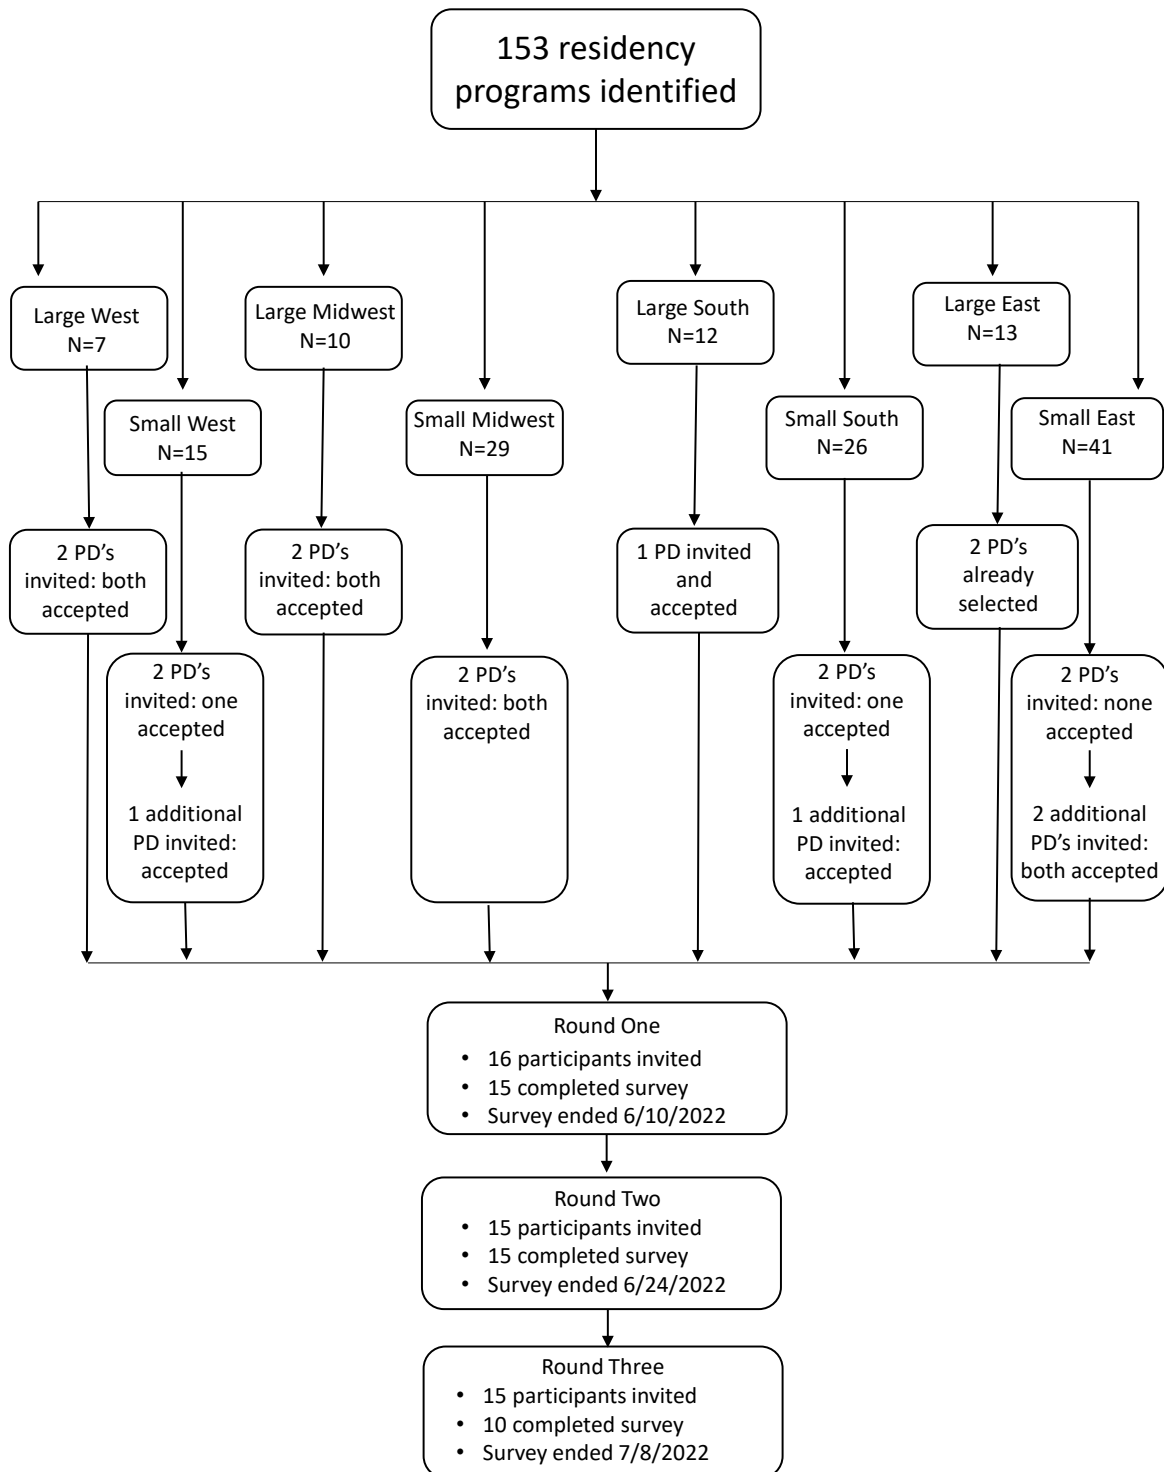 153 residency
programs identified
Large West
N=7
Large Midwest
N=10
Large South
N=12
Large East
N=13
Small West
N=15
Small Midwest
N=29
Small South
N=26
Small East
N=41
2 PD’s
invited: both
accepted
2 PD’s
invited: both
accepted
1 PD invited
and
accepted
2 PD’s
already
selected
2 PD’s
invited: one
accepted
1 additional
PD invited:
accepted
2 PD’s
invited: both
accepted
2 PD’s
invited: one
accepted
1 additional
PD invited:
accepted
2 PD’s
invited: none
accepted
2 additional
PD’s invited:
both accepted
Round One
• 16 participants invited
• 15 completed survey
• Survey ended 6/10/2022
Round Two
• 15 participants invited
• 15 completed survey
• Survey ended 6/24/2022
Round Three
• 15 participants invited
• 10 completed survey
• Survey ended 7/8/2022